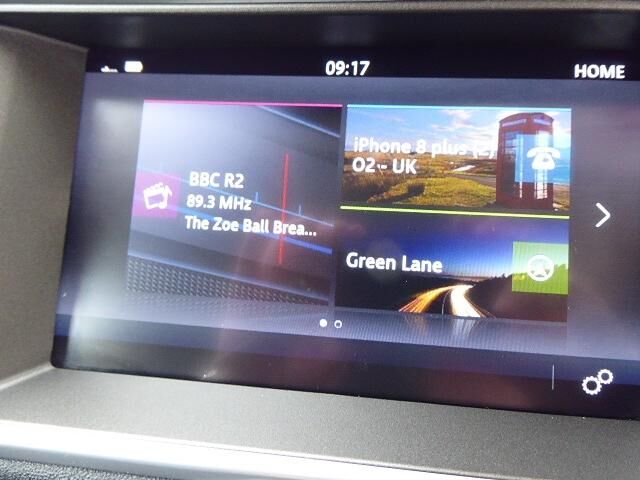 09:17
HOME
BBC R2
89.3 MHz
The Zoe Ball Brea...
iPhone 8 plus (2)
O2 - UK
Green Lane